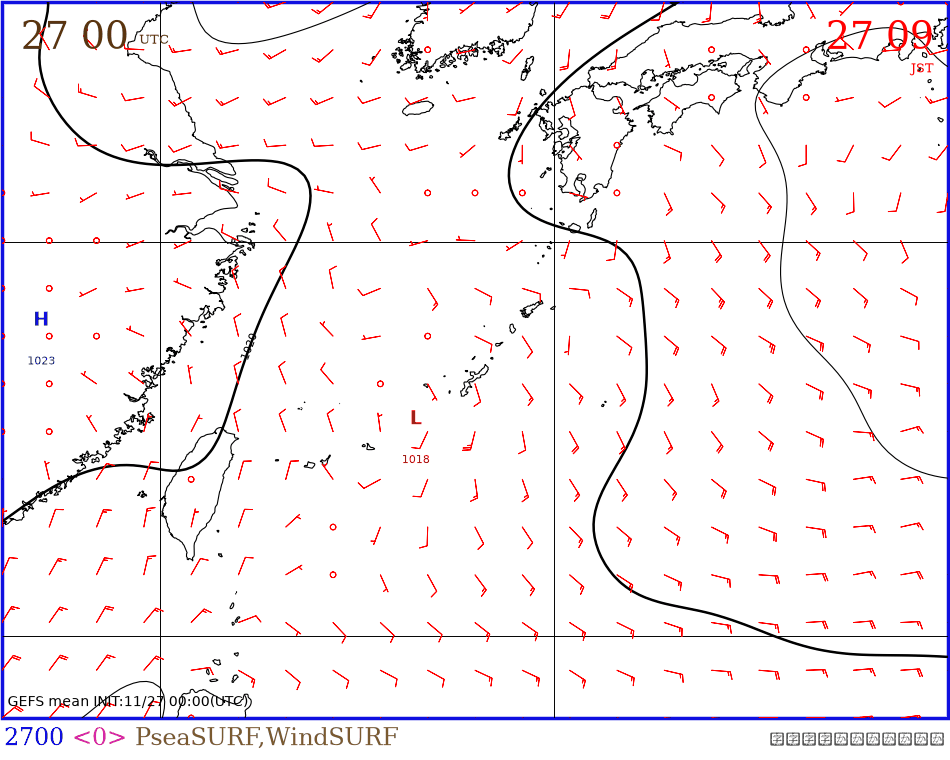 27 00 UTC
27 09
JST
H
1023
1020
L
1018
GEFS mean INIT:11/27 00:00(UTC)
2700 <0> PseaSURF,WindSURF